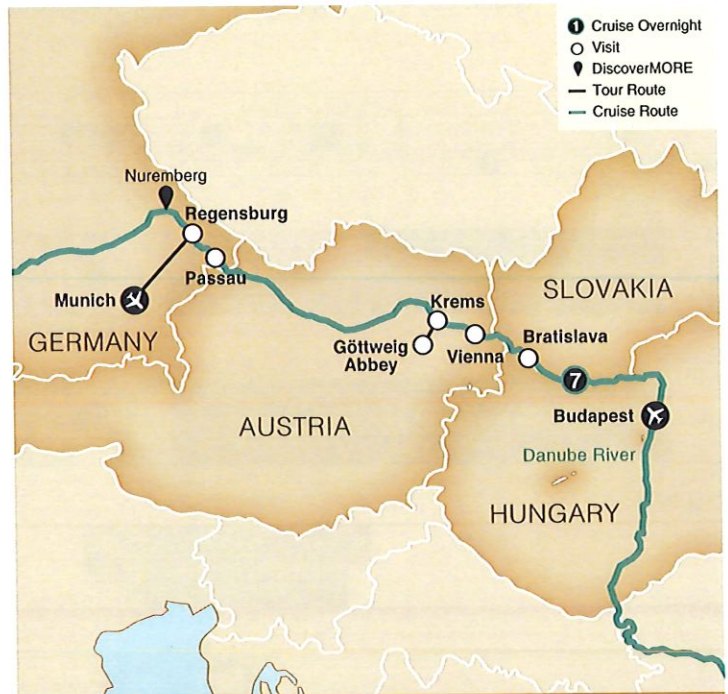 1 Cruise Overnight
Visit
DiscoverMORE
Tour Route
Cruise Route
Nuremberg
Regensburg
Passau
Munich
GERMANY
Krems
Göttweig
Abbey
Vienna
Bratislava
SLOVAKIA
7
AUSTRIA
Budapest
Danube River
HUNGARY